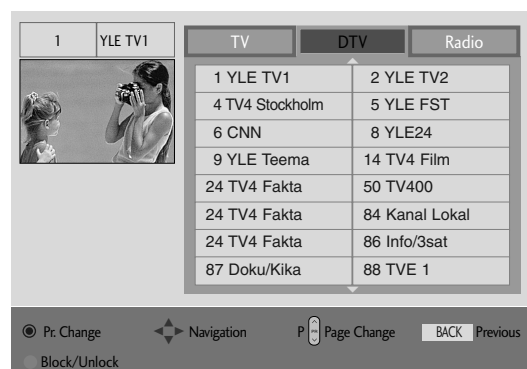 1 YLE TV1
TV DTV Radio
1 YLE TV1 2 YLE TV2
4 TV4 Stockholm 5 YLE FST
6 CNN 8 YLE24
9 YLE Teema 14 TV4 Film
24 TV4 Fakta 50 TV400
24 TV4 Fakta 84 Kanal Lokal
24 TV4 Fakta 86 Info/3sat
87 Doku/Kika 88 TVE 1
Pr. Change Navigation P Page Change BACK Previous
Block/Unlock